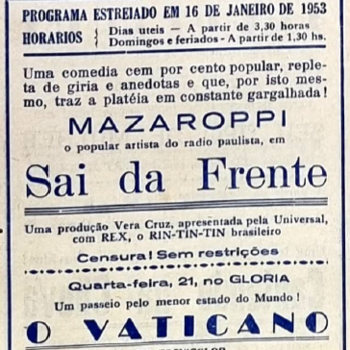 PROGRAMA ESTREIADO EM 16 DE JANEIRO DE 1953
HORARIOS { Dias uteis — A partir de 3,30 horas
Domingos e feriados - A partir de 1,30 hs.
Uma comedia cem por cento popular, reple-
ta de giria e anedotas e que, por isto mes-
mo, traz a platéia em constante gargalhada!
MAZAROPPI
o popular artista do radio paulista, em
Sai da Frente
Uma produção Vera Cruz, apresentada pela Universal,
com REX, o RIN-TIN-TIN brasileiro
Censura! Sem restrições
Quarta-feira, 21, no GLORIA
Um passeio pelo menor estado do Mundo!
O VATICANO